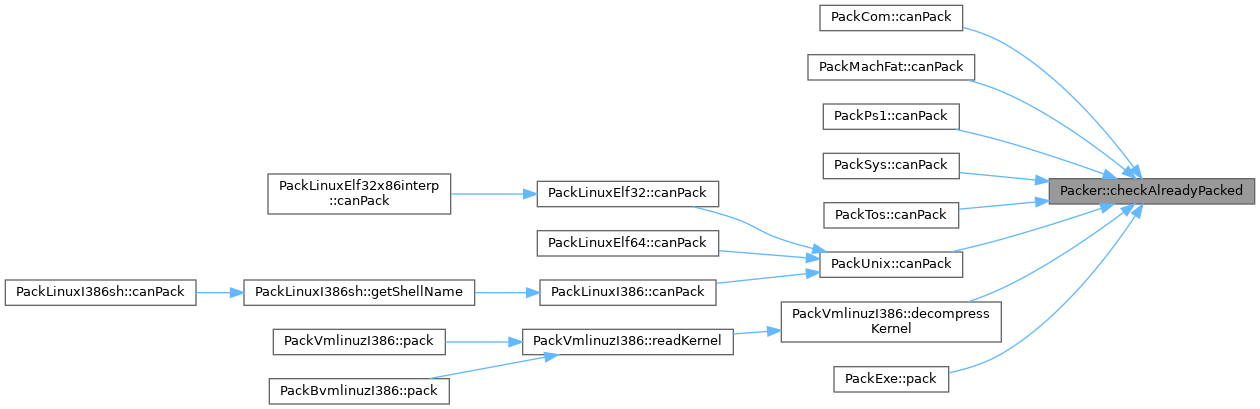 PackCom::canPack
PackMachFat::canPack
PackPs1::canPack
PackSys::canPack
PackLinuxElf32x86interp
::canPack
PackLinuxElf32::canPack
Packer::checkAlreadyPacked
PackTos::canPack
PackLinuxElf64::canPack
PackUnix::canPack
PackLinuxI386sh::canPack
PackLinuxI386sh::getShellName
PackLinuxI386::canPack
PackVmlinuzI386::decompress
Kernel
PackVmlinuzI386::pack
PackVmlinuzI386::readKernel
PackExe::pack
PackBvmlinuzI386::pack